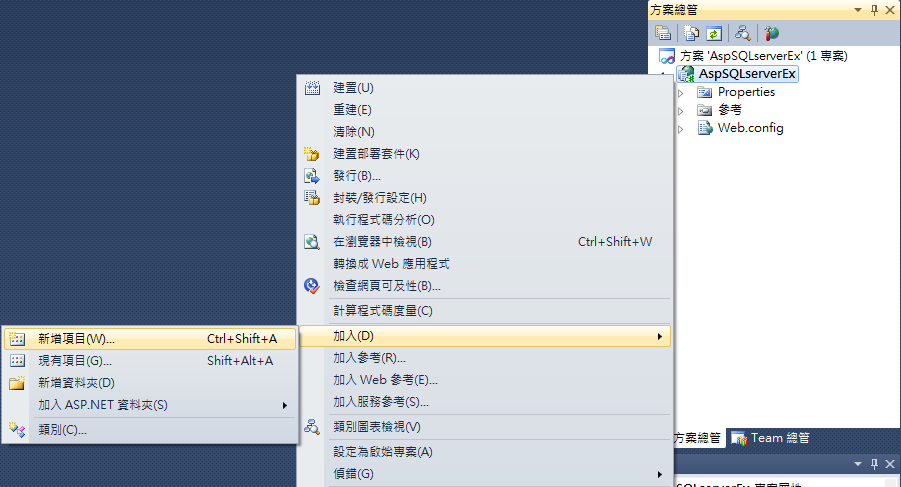 方案總管
方案 'AspSQLserverEx' (1 專案)
AspSQLserverEx
Properties
參考
Web.config
建置(U)
重建(E)
清除(N)
建置部署套件(K)
發行(B)...
封裝/發行設定(H)
執行程式碼分析(O)
在瀏覽器中檢視(B) Ctrl+Shift+W
轉換成 Web 應用程式
檢查網頁可及性(B)...
計算程式碼度量(C)
加入(D)
加入參考(R)...
加入 Web 參考(E)...
加入服務參考(S)...
類別圖表檢視(V)
設定為啟始專案(A)
偵錯(G)
新增項目(W)... Ctrl+Shift+A
現有項目(G)... Shift+Alt+A
新增資料夾(D)
加入 ASP.NET 資料夾(S)
類別(C)...
方案總管
Team 總管
SQLserverEx 專案屬性